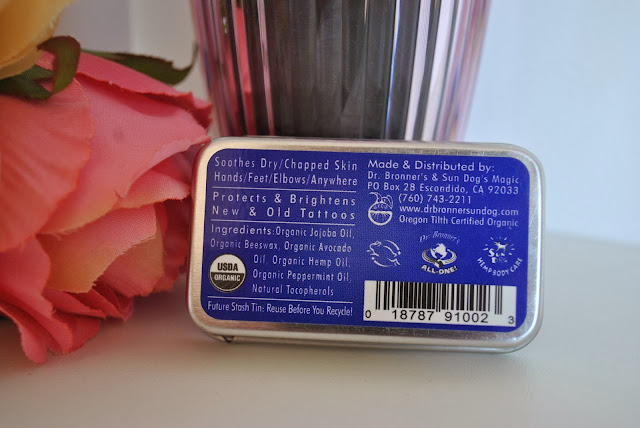 Soothes Dry/Chapped Skin
Hands/Feet/Elbows/Anywhere
Protects & Brightens
New & Old Tattoos
Ingredients: Organic Jojoba Oil,
Organic Beeswax, Organic Avocado
Oil, Organic Hemp Oil,
Organic Peppermint Oil,
Natural Tocopherols
USDA
ORGANIC
Future Stash Tin: Reuse Before You Recycle!
Made & Distributed by:
Dr. Bronner's & Sun Dog's Magic
PO Box 28 Escondido, CA 92033
(760) 743-2211
www.drbronnersundog.com
Oregon Tilth Certified Organic
Dr. Bronner's
ALL-ONE!
HEMP BODY CARE
0 18787 91002 3